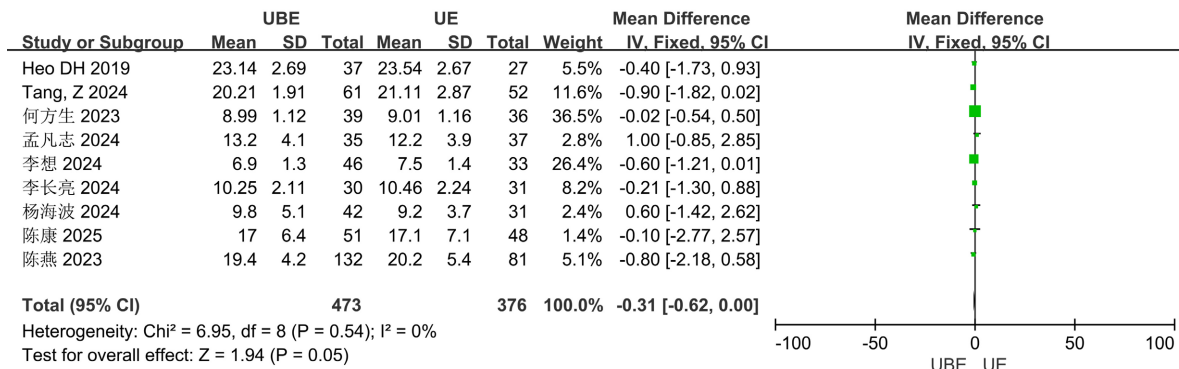 UBE UE Mean Difference Mean Difference
Study or Subgroup Mean SD Total Mean SD Total Weight IV, Fixed, 95% CI IV, Fixed, 95% CI
Heo DH 2019 23.14 2.69 37 23.54 2.67 27 5.5% -0.40 [-1.73, 0.93]
Tang, Z 2024 20.21 1.91 61 21.11 2.87 52 11.6% -0.90 [-1.82, 0.02]
何方生 2023 8.99 1.12 39 9.01 1.16 36 36.5% -0.02 [-0.54, 0.50]
孟凡志 2024 13.2 4.1 35 12.2 3.9 37 2.8% 1.00 [-0.85, 2.85]
李想 2024 6.9 1.3 46 7.5 1.4 33 26.4% -0.60 [-1.21, 0.01]
李长亮 2024 10.25 2.11 30 10.46 2.24 31 8.2% -0.21 [-1.30, 0.88]
杨海波 2024 9.8 5.1 42 9.2 3.7 31 2.4% 0.60 [-1.42, 2.62]
陈康 2025 17 6.4 51 17.1 7.1 48 1.4% -0.10 [-2.77, 2.57]
陈燕 2023 19.4 4.2 132 20.2 5.4 81 5.1% -0.80 [-2.18, 0.58]
Total (95% CI) 473 376 100.0% -0.31 [-0.62, 0.00]
Heterogeneity: Chi² = 6.95, df = 8 (P = 0.54); I² = 0%
Test for overall effect: Z = 1.94 (P = 0.05)
-100 -50 0 50 100
UBE UE